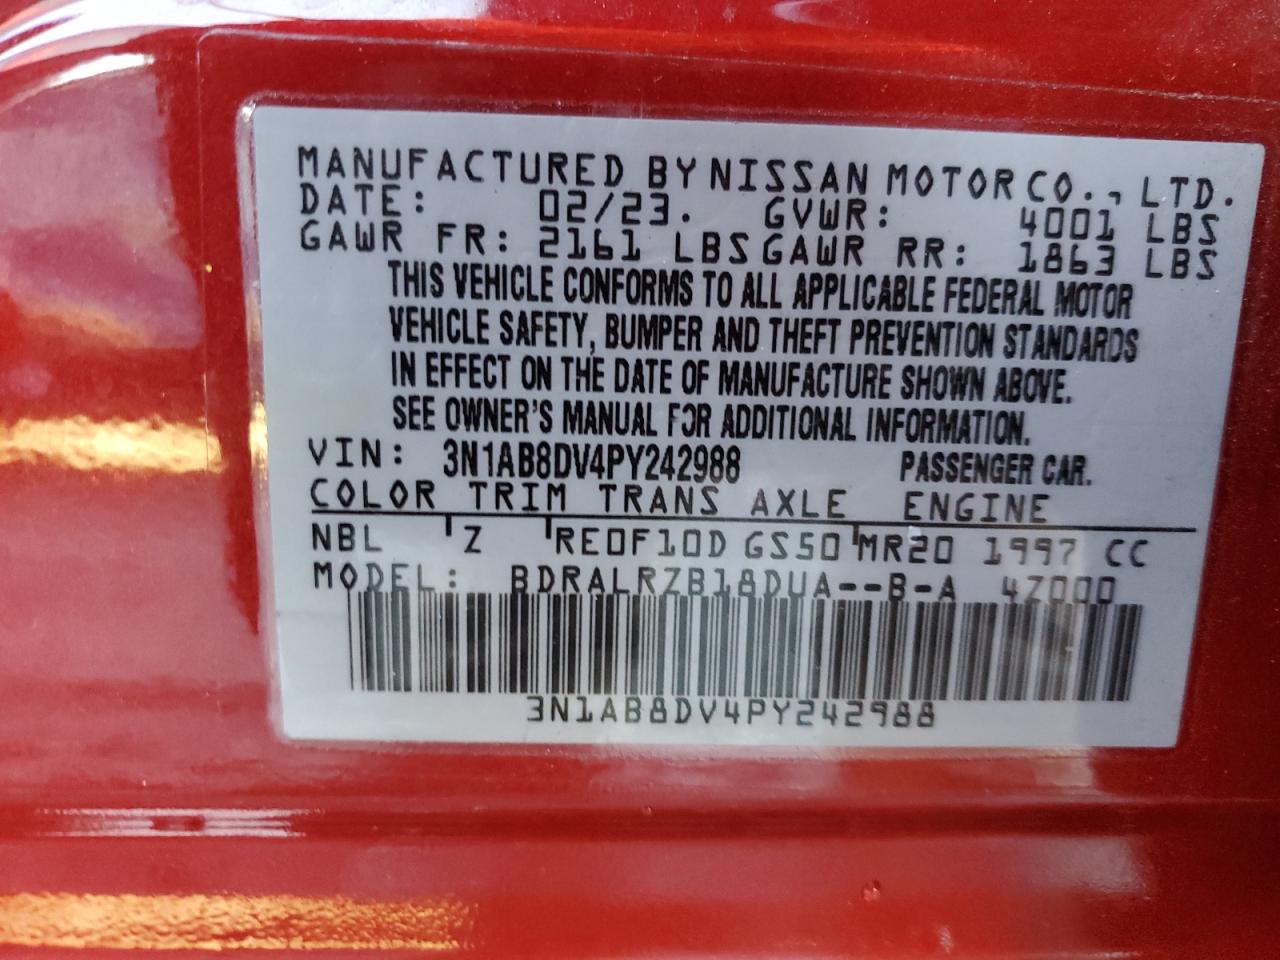 MANUFACTURED BY NISSAN MOTOR CO., LTD.
DATE: 02/23. GVWR: 4001 LBS
GAWR FR: 2161 LBS GAWR RR: 1863 LBS
THIS VEHICLE CONFORMS TO ALL APPLICABLE FEDERAL MOTOR
VEHICLE SAFETY, BUMPER AND THEFT PREVENTION STANDARDS
IN EFFECT ON THE DATE OF MANUFACTURE SHOWN ABOVE.
SEE OWNER'S MANUAL FOR ADDITIONAL INFORMATION.
VIN: 3N1AB8DV4PY242988 PASSENGER CAR.
COLOR TRIM TRANS AXLE ENGINE
NBL Z RE0F10D GS50 MR20 1997 CC
MODEL: BDRALRZB18DUA--B-A 4Z000
3N1AB8DV4PY242988